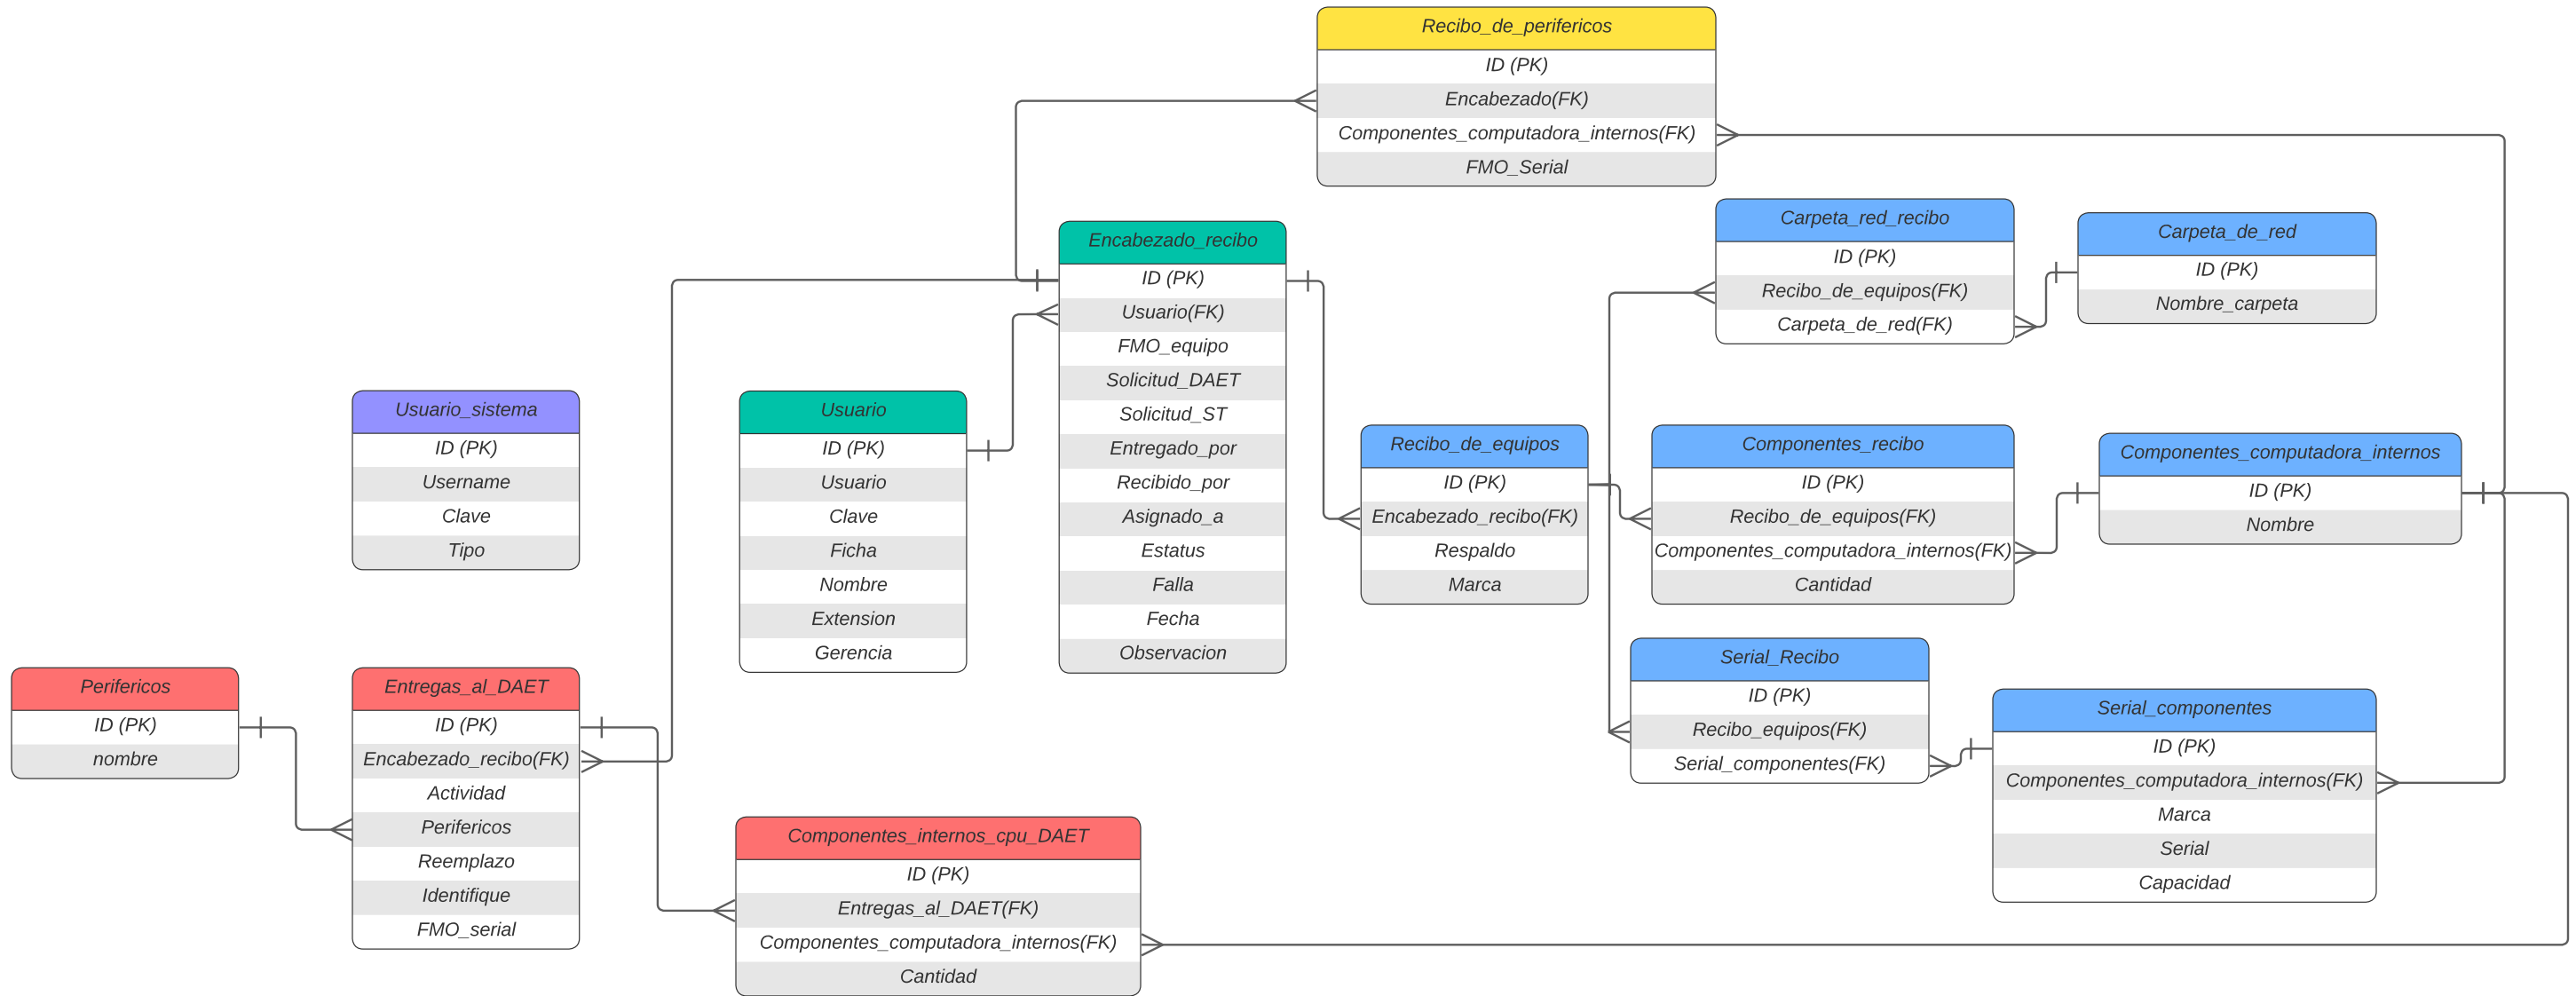 Recibo_de_perifericos
ID (PK)
Encabezado(FK)
Componentes_computadora_internos(FK)
FMO_Serial
Carpeta_red_recibo
ID (PK)
Recibo_de_equipos(FK)
Carpeta_de_red(FK)
Carpeta_de_red
ID (PK)
Nombre_carpeta
Encabezado_recibo
ID (PK)
Usuario(FK)
FMO_equipo
Solicitud_DAET
Solicitud_ST
Entregado_por
Recibido_por
Asignado_a
Estatus
Falla
Fecha
Observacion
Usuario_sistema
ID (PK)
Username
Clave
Tipo
Usuario
ID (PK)
Usuario
Clave
Ficha
Nombre
Extension
Gerencia
Recibo_de_equipos
ID (PK)
Encabezado_recibo(FK)
Respaldo
Marca
Componentes_recibo
ID (PK)
Recibo_de_equipos(FK)
Componentes_computadora_internos(FK)
Cantidad
Componentes_computadora_internos
ID (PK)
Nombre
Serial_Recibo
ID (PK)
Recibo_equipos(FK)
Serial_componentes(FK)
Serial_componentes
ID (PK)
Componentes_computadora_internos(FK)
Marca
Serial
Capacidad
Perifericos
ID (PK)
nombre
Entregas_al_DAET
ID (PK)
Encabezado_recibo(FK)
Actividad
Perifericos
Reemplazo
Identifique
FMO_serial
Componentes_internos_cpu_DAET
ID (PK)
Entregas_al_DAET(FK)
Componentes_computadora_internos(FK)
Cantidad